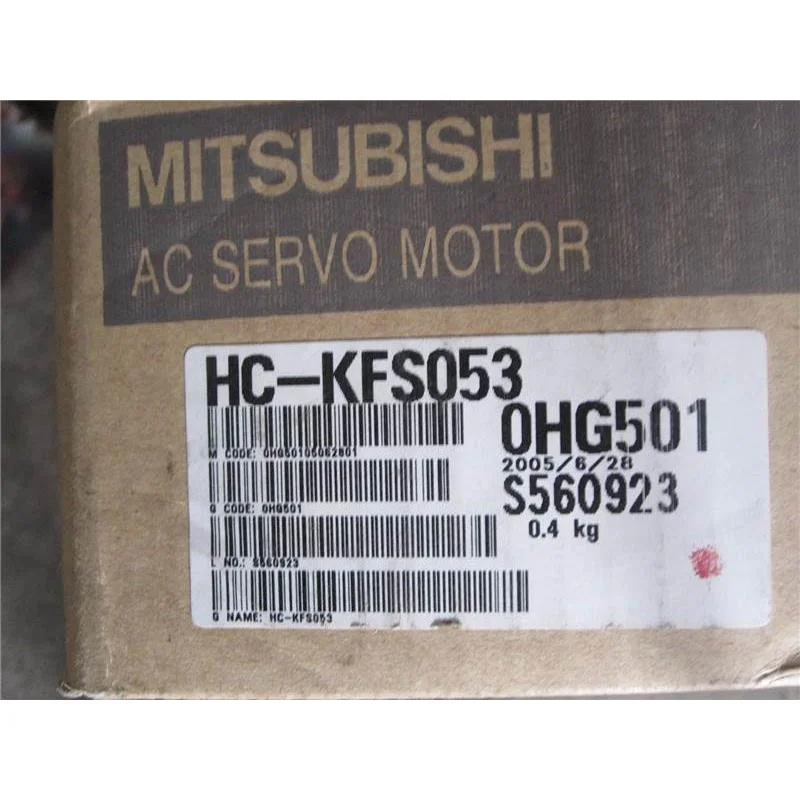 MITSUBISHI
AC SERVO MOTOR
HC-KFS053
0HG501
M CODE: 0HG50105062801
2005/6/28
S560923
G CODE: 0HG501
0.4 kg
L NO.: S560923
G NAME: HC-KFS053